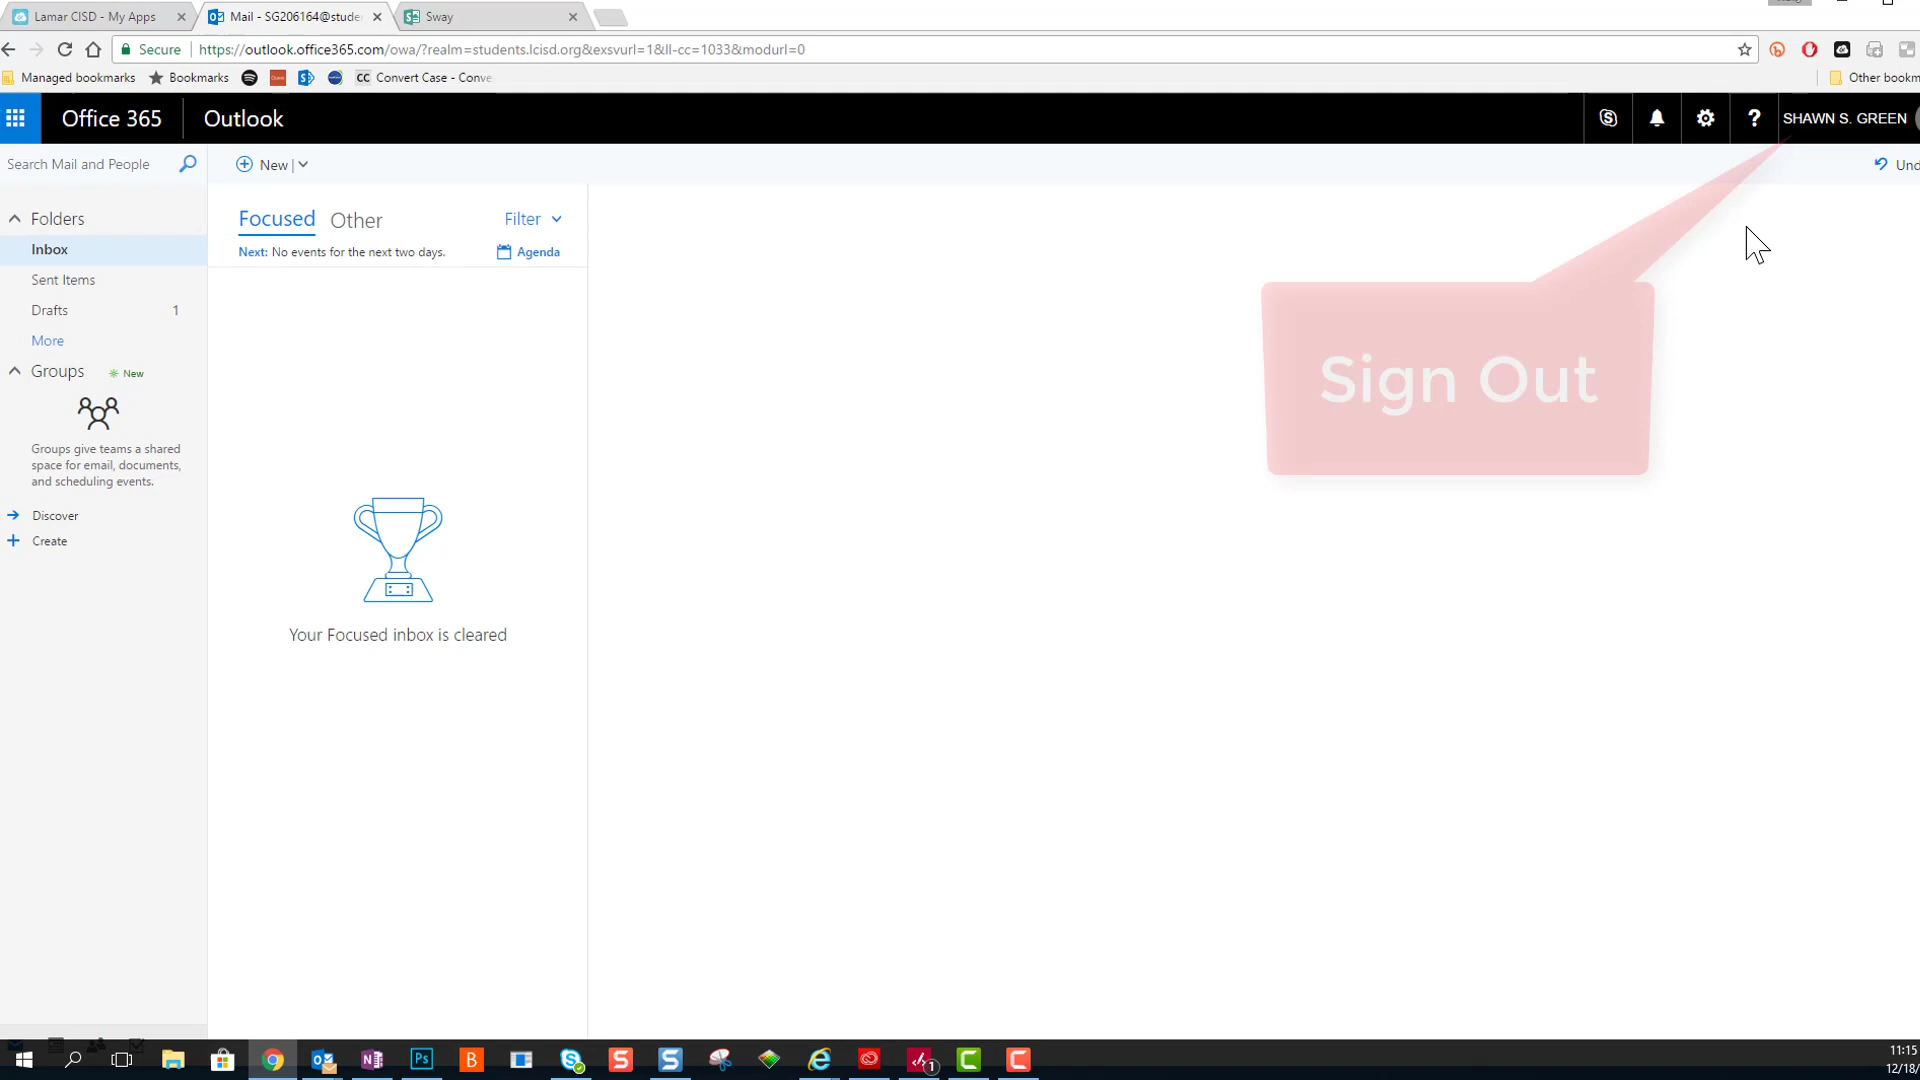 Lamar CISD - My Apps
Mail - SG206164@stude
Sway
Secure
https://outlook.office365.com/owa/?realm=students.lcisd.org&exsvurl=1&ll-cc=1033&modurl=0
Managed bookmarks
Bookmarks
CC Convert Case - Conve
Other bookm
Office 365
Outlook
?
SHAWN S. GREEN
Search Mail and People
New
Und
Folders
Inbox
Sent Items
Drafts 1
More
Groups New
Groups give teams a shared
space for email, documents,
and scheduling events.
Discover
Create
Focused Other Filter
Next: No events for the next two days. Agenda
Your Focused inbox is cleared
Sign Out
11:15
12/18/